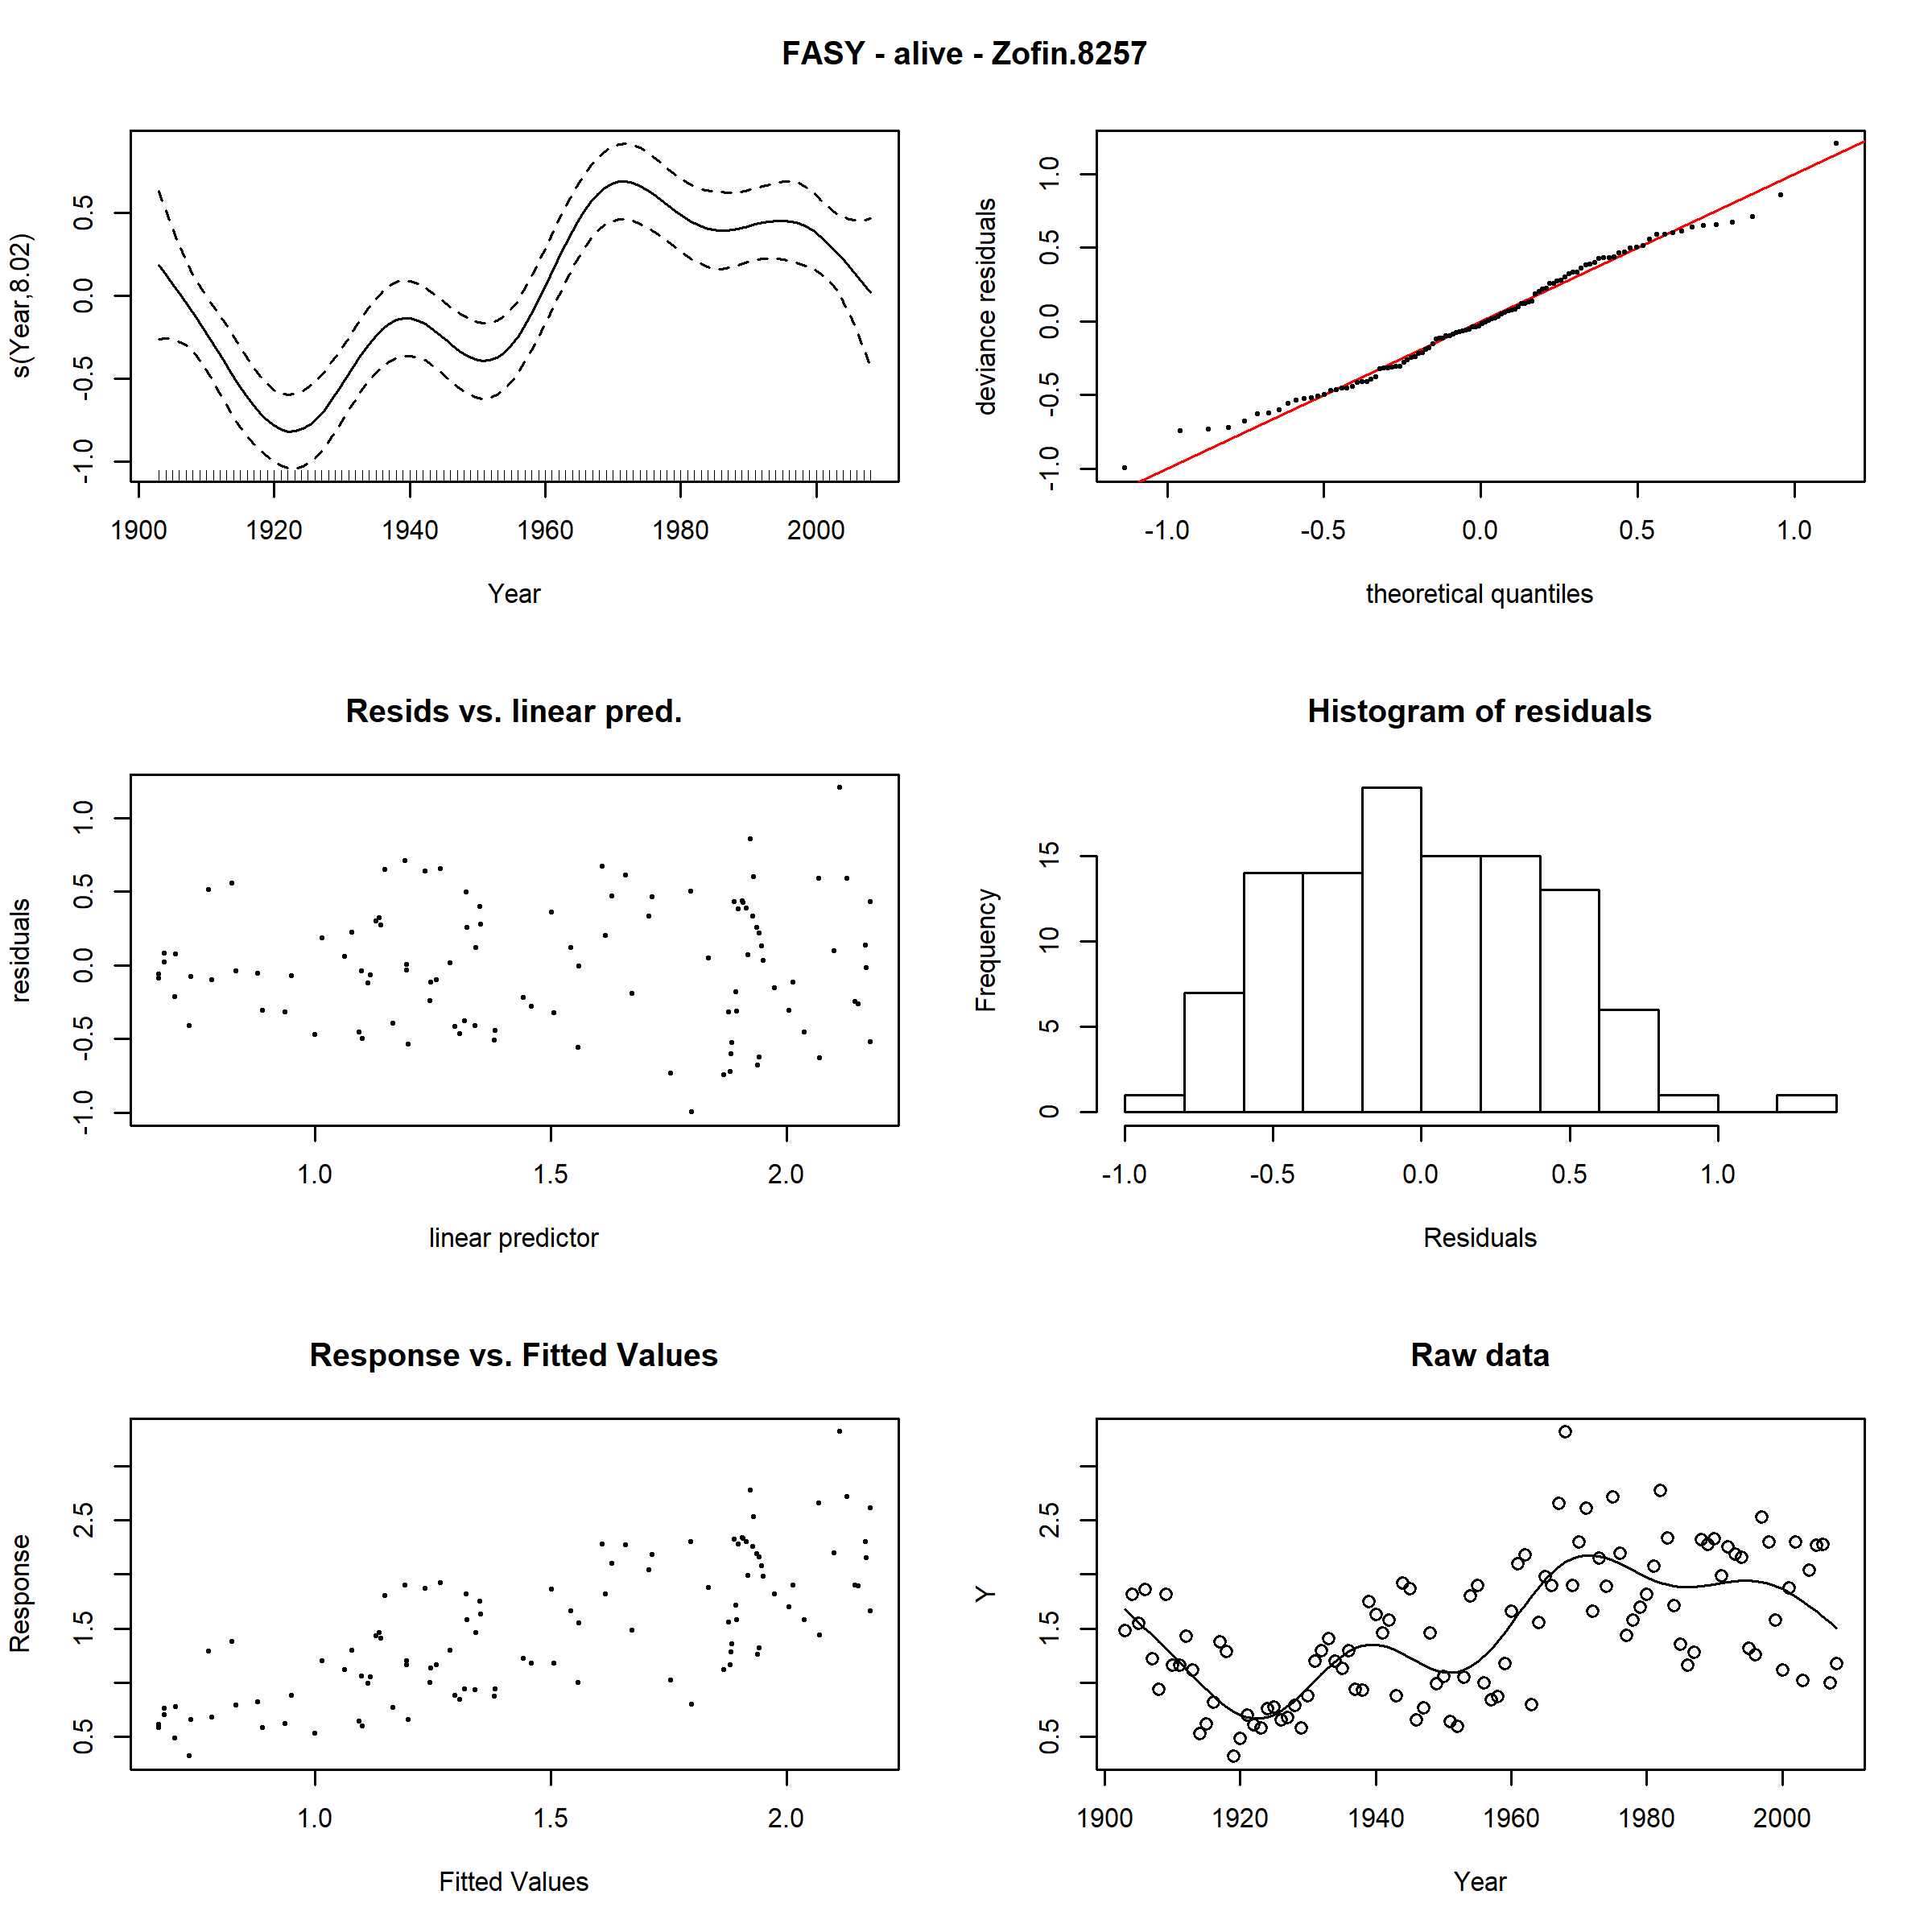 FASY - alive - Zofin.8257
s(Year,8.02)
-1.0 -0.5 0.0 0.5
1900 1920 1940 1960 1980 2000
Year
deviance residuals
-1.0 -0.5 0.0 0.5 1.0
-1.0 -0.5 0.0 0.5 1.0
theoretical quantiles
Resids vs. linear pred.
residuals
-1.0 -0.5 0.0 0.5 1.0
1.0 1.5 2.0
linear predictor
Histogram of residuals
Frequency
0 5 10 15
-1.0 -0.5 0.0 0.5 1.0
Residuals
Response vs. Fitted Values
Response
0.5 1.5 2.5
1.0 1.5 2.0
Fitted Values
Raw data
Y
0.5 1.5 2.5
1900 1920 1940 1960 1980 2000
Year